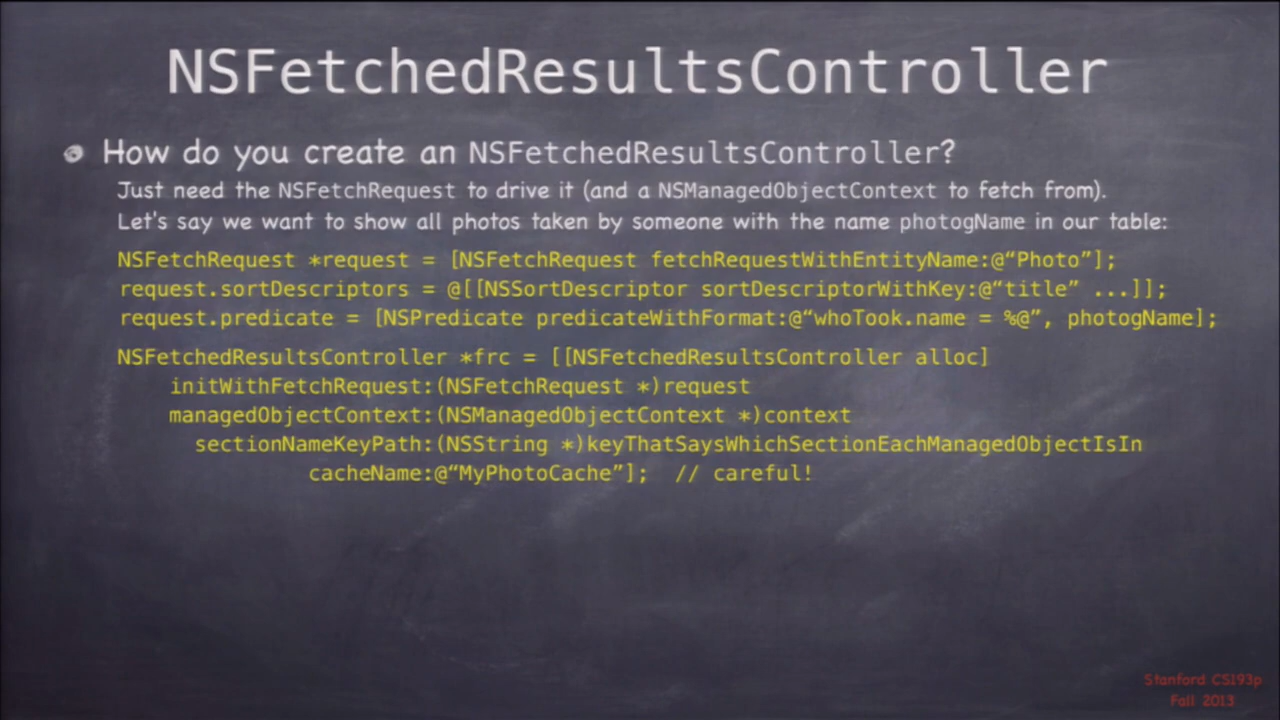 NSFetchedResultsController
How do you create an NSFetchedResultsController?
Just need the NSFetchRequest to drive it (and a NSManagedObjectContext to fetch from).
Let's say we want to show all photos taken by someone with the name photogName in our table:
NSFetchRequest *request = [NSFetchRequest fetchRequestWithEntityName:@“Photo”];
request.sortDescriptors = @[[NSSortDescriptor sortDescriptorWithKey:@“title” ...]];
request.predicate = [NSPredicate predicateWithFormat:@“whoTook.name = %@”, photogName];
NSFetchedResultsController *frc = [[NSFetchedResultsController alloc]
initWithFetchRequest:(NSFetchRequest *)request
managedObjectContext:(NSManagedObjectContext *)context
sectionNameKeyPath:(NSString *)keyThatSaysWhichSectionEachManagedObjectIsIn
cacheName:@“MyPhotoCache”]; // careful!
Stanford CS193p
Fall 2013